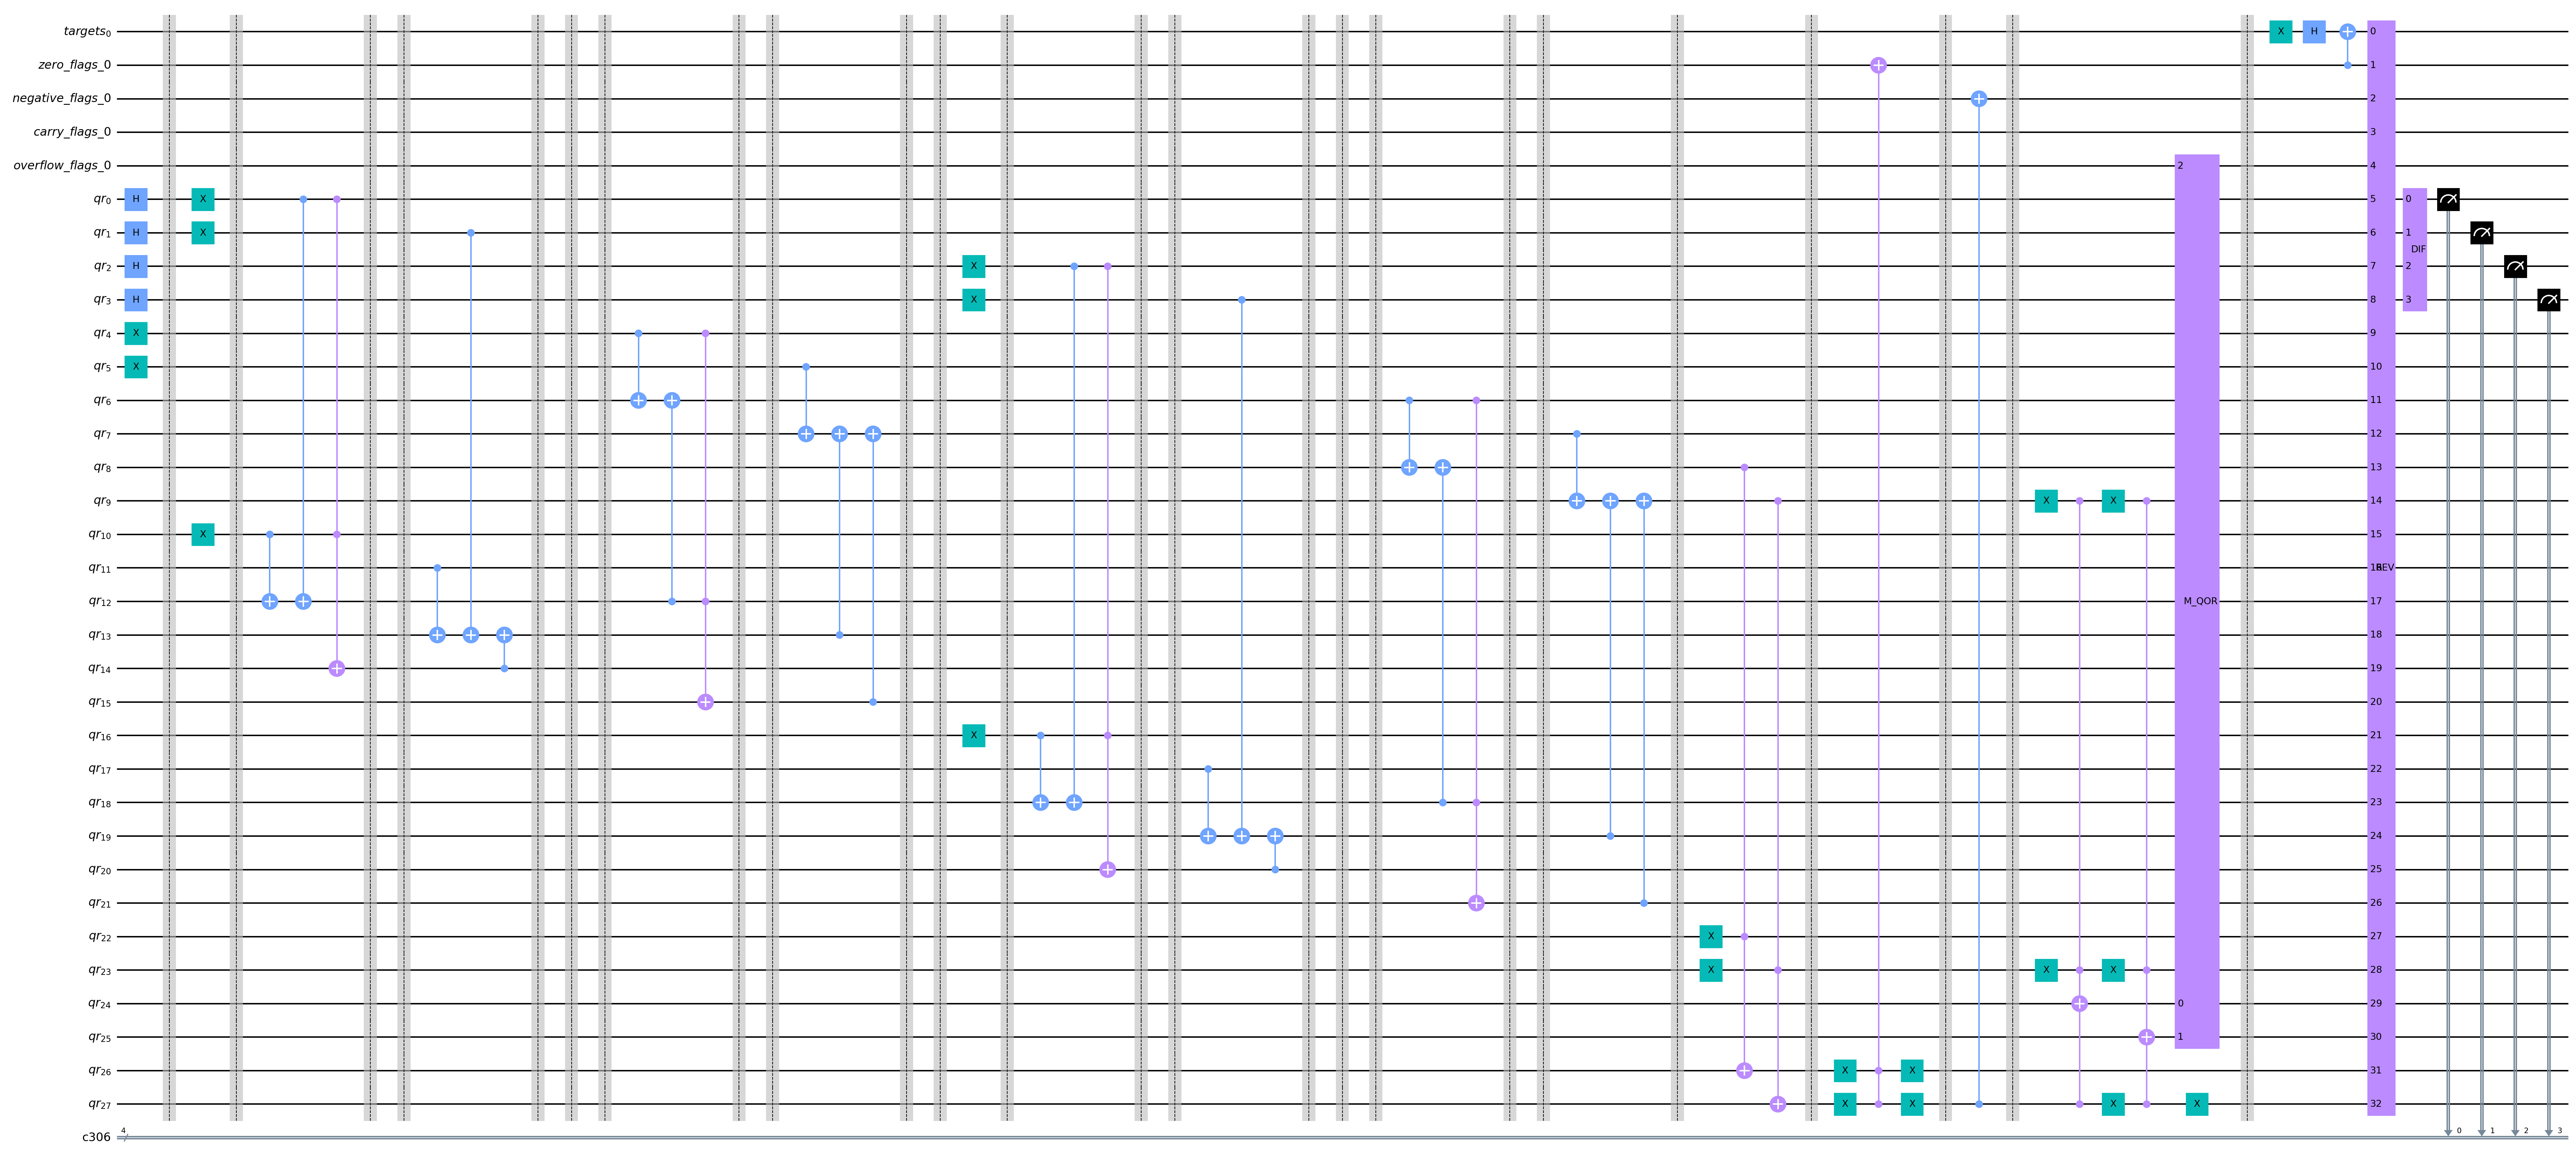 targets0 X H 0
zero_flags_0 1
negative_flags_0 2
carry_flags_0 3
overflow_flags_0 2 4
qr0 H X 5 0
qr1 H X 6 1
DIF
qr2 H X 7 2
qr3 H X 8 3
qr4 X 9
qr5 X 10
qr6 11
qr7 12
qr8 13
qr9 X X 14
qr10 X 15
qr11 16 REV
qr12 M_QOR 17
qr13 18
qr14 19
qr15 20
qr16 X 21
qr17 22
qr18 23
qr19 24
qr20 25
qr21 26
qr22 X 27
qr23 X X X 28
qr24 0 29
qr25 1 30
qr26 X X 31
qr27 X X X X 32
c306 4 0 1 2 3